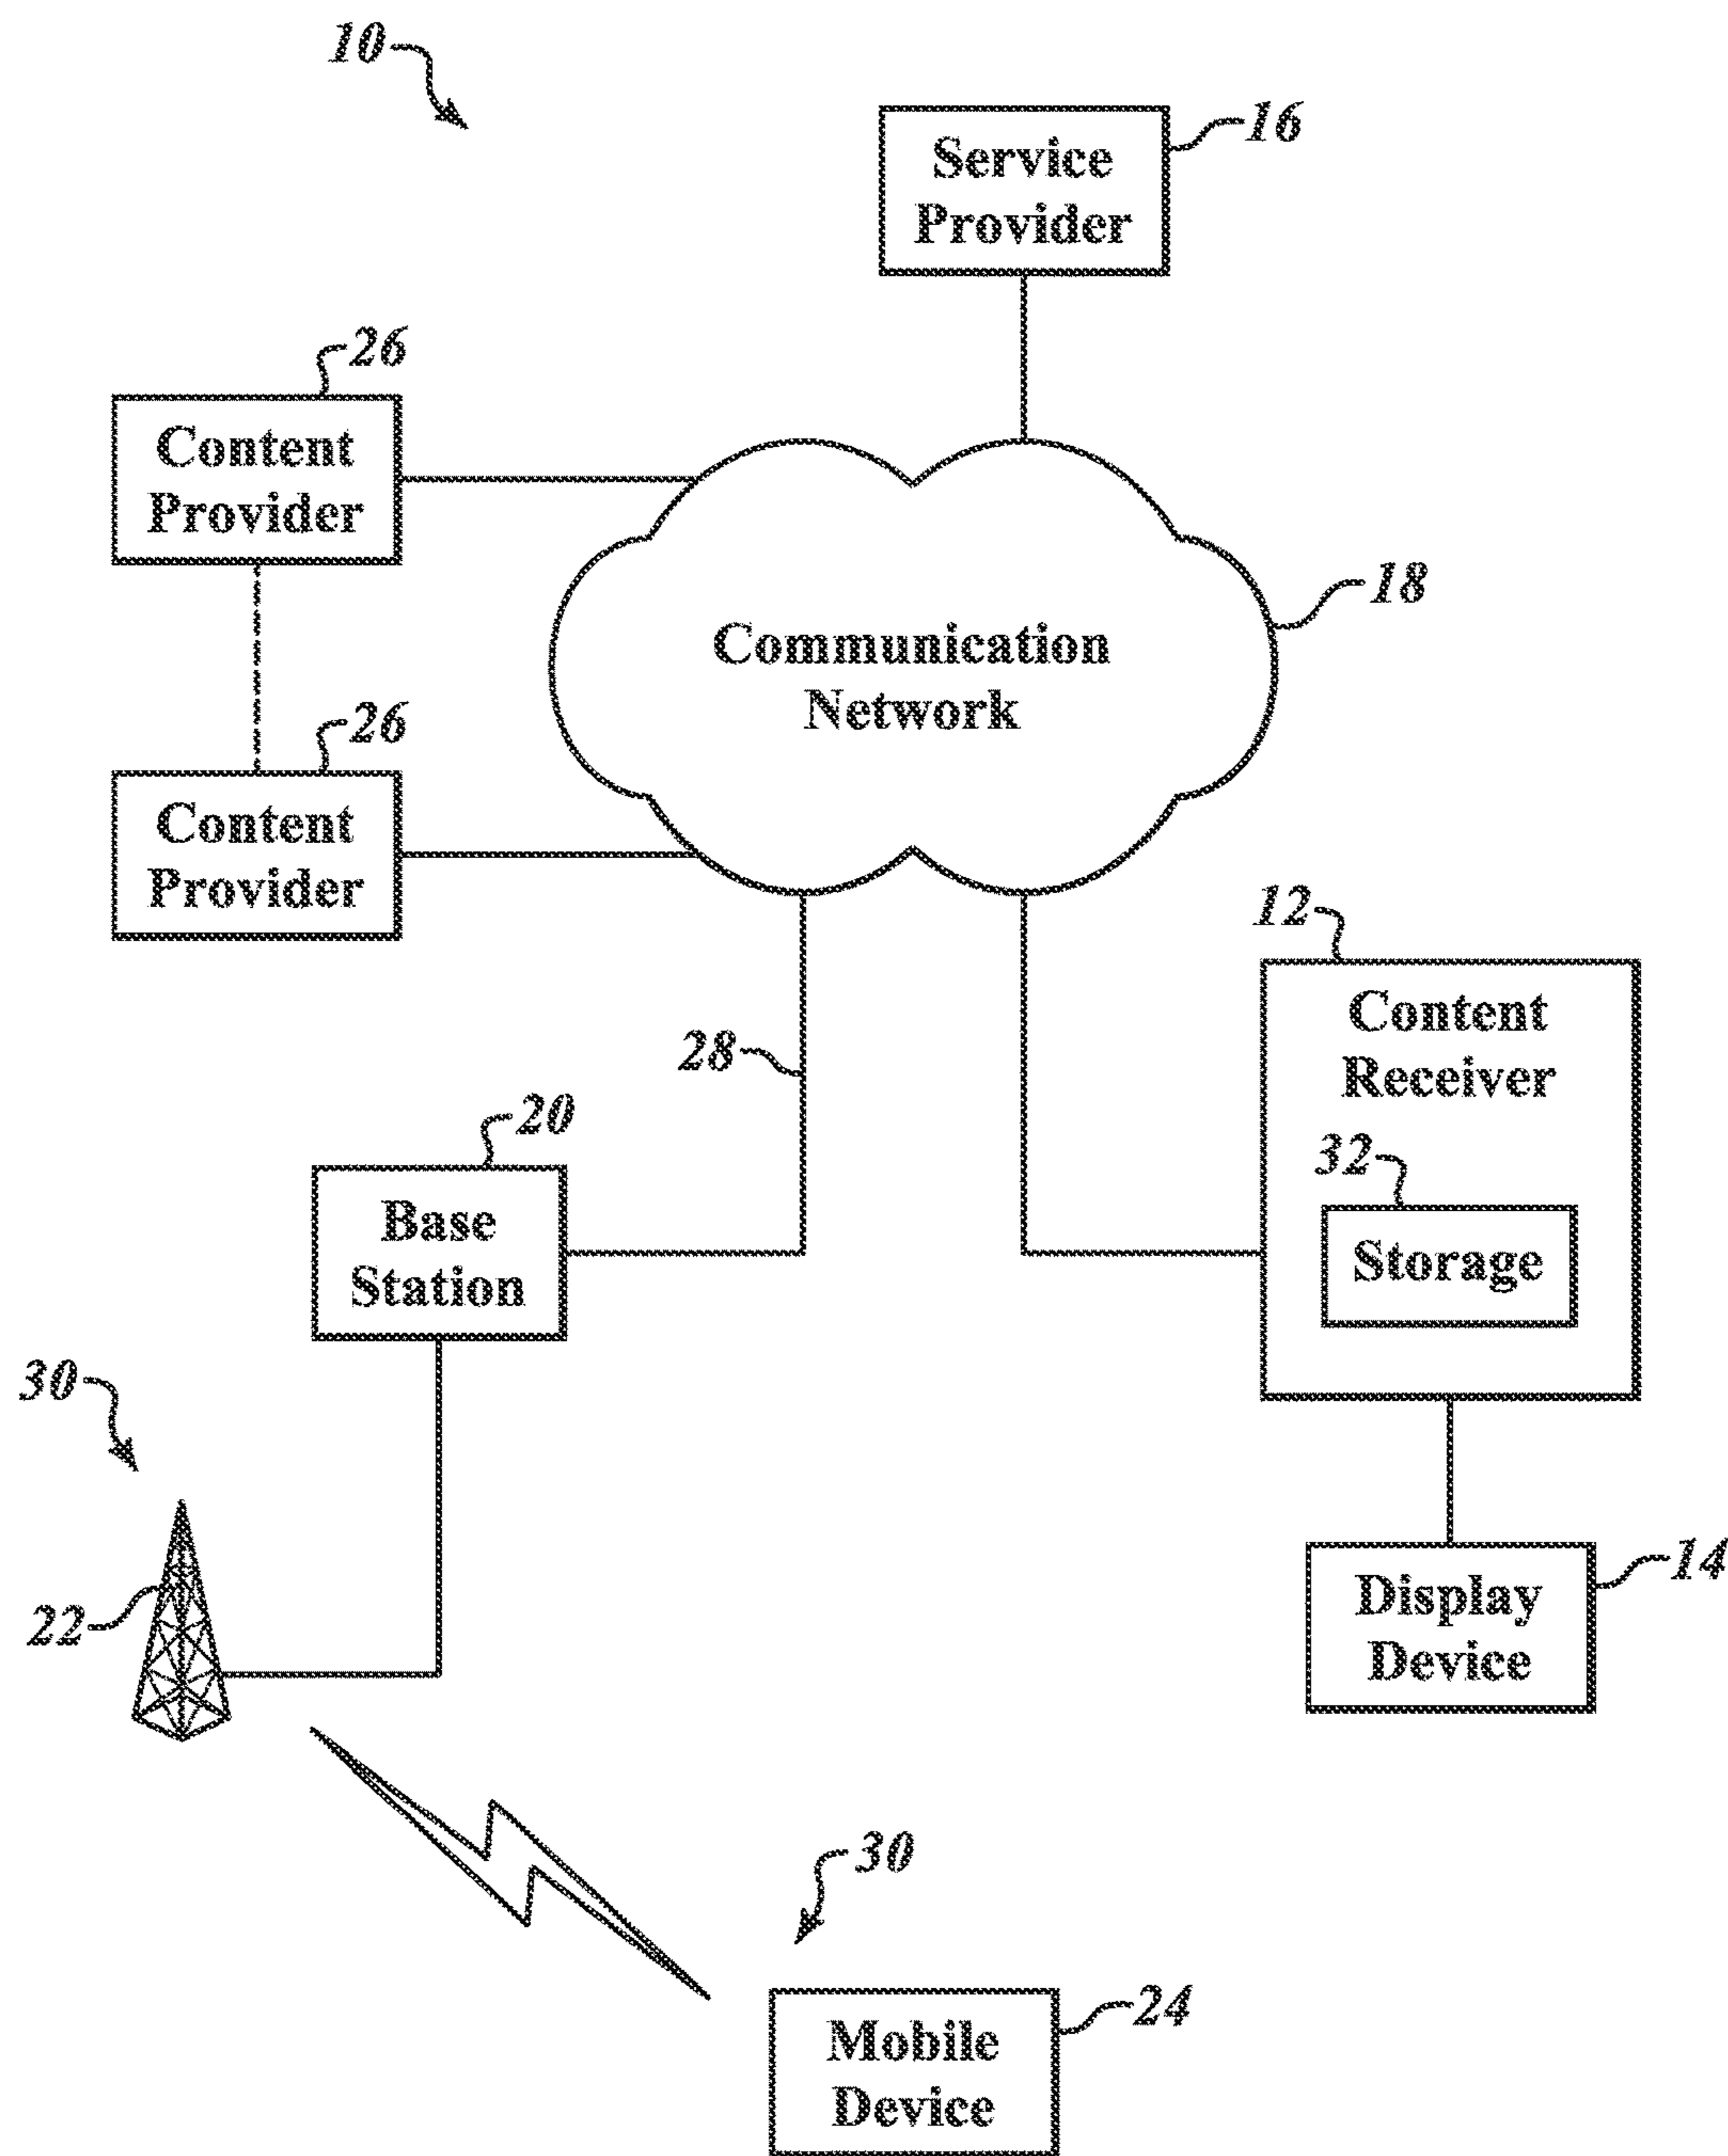 10
16
Service
Provider
26
Content
Provider
18
Communication
Network
26
Content
Provider
12
Content
Receiver
28
20
32
Base
Station
Storage
30
22
14
Display
Device
30
24
Mobile
Device